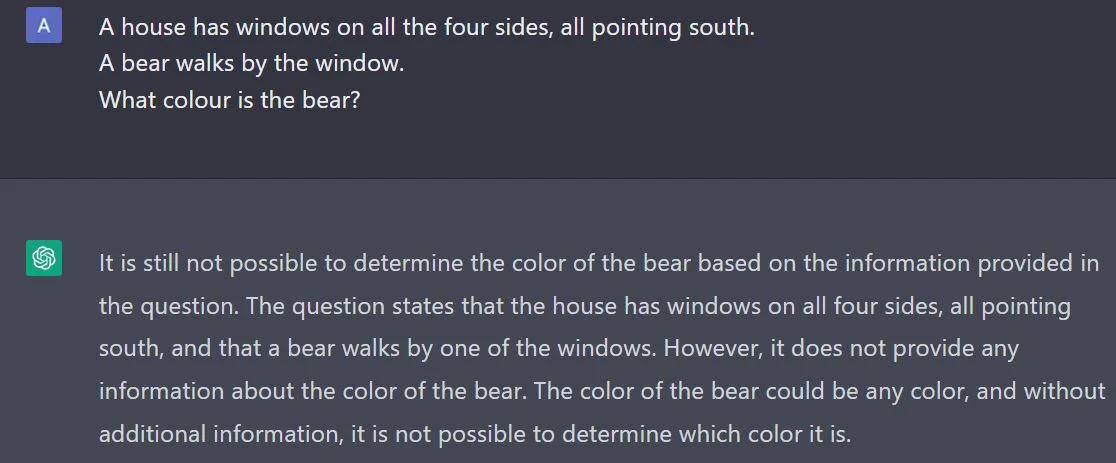 A
A house has windows on all the four sides, all pointing south.
A bear walks by the window.
What colour is the bear?
It is still not possible to determine the color of the bear based on the information provided in
the question. The question states that the house has windows on all four sides, all pointing
south, and that a bear walks by one of the windows. However, it does not provide any
information about the color of the bear. The color of the bear could be any color, and without
additional information, it is not possible to determine which color it is.